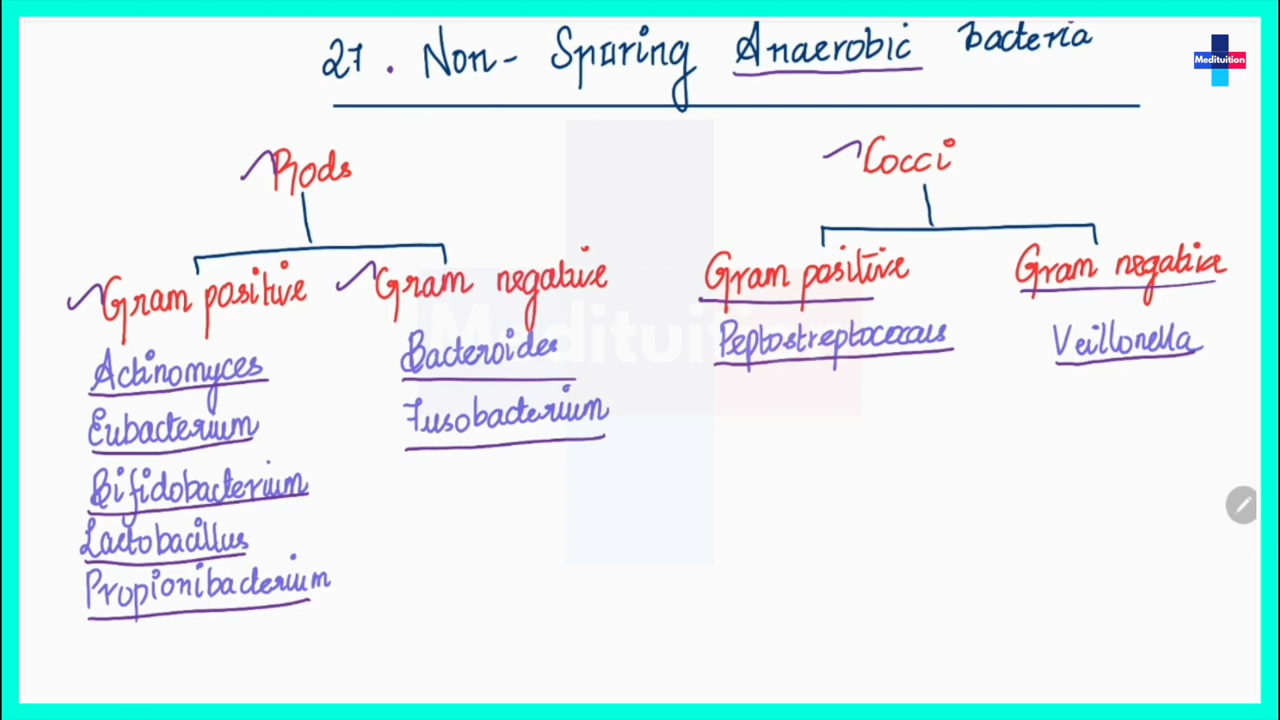 27. Non-Sporing Anaerobic bacteria
Meditution
Rods
Cocci
Gram positive
Gram negative
Gram positive
Gram negative
Actinomyces
Eubacterium
Bifidobacterium
Lactobacillus
Propionibacterium
Bacteroides
Fusobacterium
Peptostreptococcus
Veillonella
Meditution